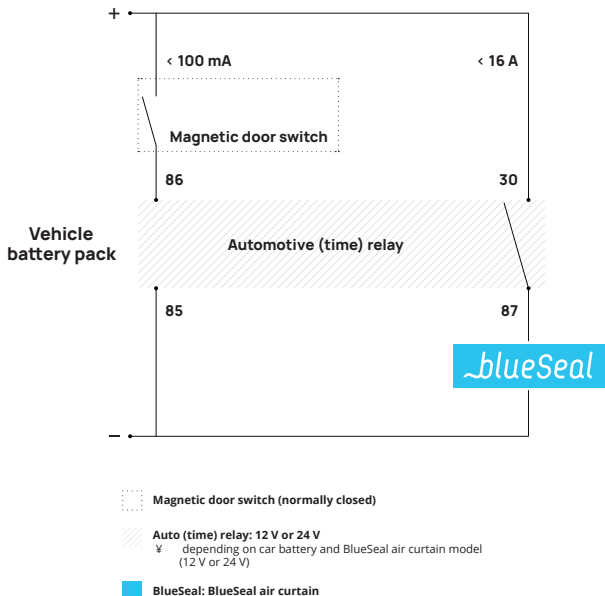 +
< 100 mA
< 16 A
Magnetic door switch
86
30
Vehicle
battery pack
Automotive (time) relay
85
87
blueSeal
–
Magnetic door switch (normally closed)
Auto (time) relay: 12 V or 24 V
¥ depending on car battery and BlueSeal air curtain model
(12 V or 24 V)
BlueSeal: BlueSeal air curtain